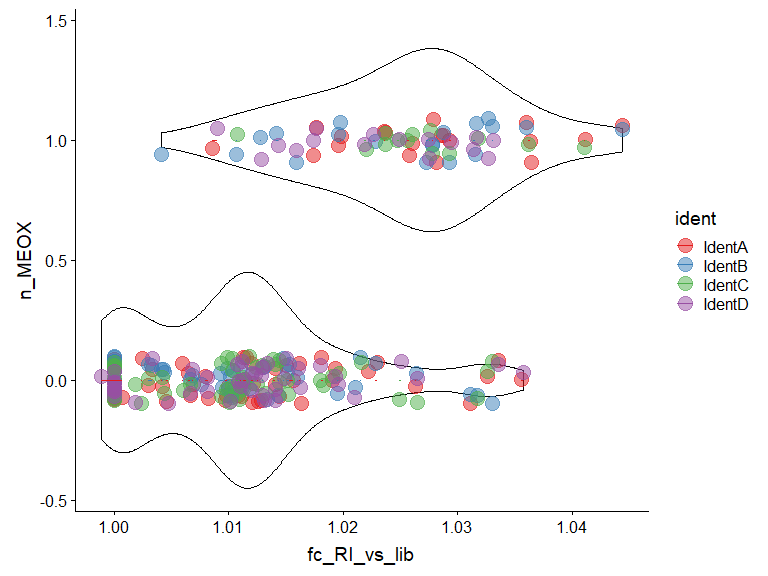 1.5
1.0
0.5
0.0
-0.5
n_MEOX
1.00 1.01 1.02 1.03 1.04
fc_RI_vs_lib
ident
IdentA
IdentB
IdentC
IdentD